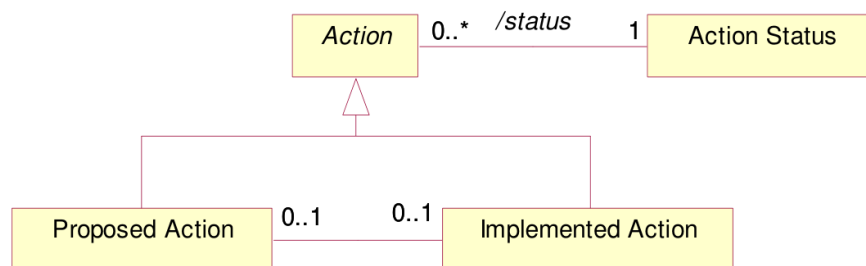 Action 0..* /status 1 Action Status
Proposed Action 0..1 0..1 Implemented Action